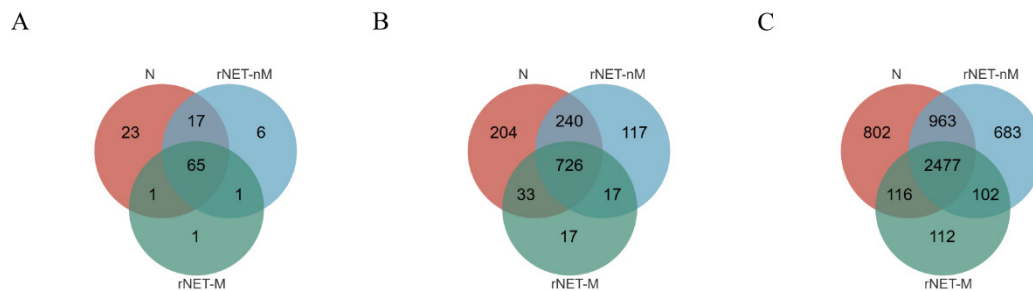 A
B
C
N
rNET-nM
23
17
6
65
1
1
1
rNET-M
N
rNET-nM
204
240
117
726
33
17
17
rNET-M
N
rNET-nM
802
963
683
2477
116
102
112
rNET-M